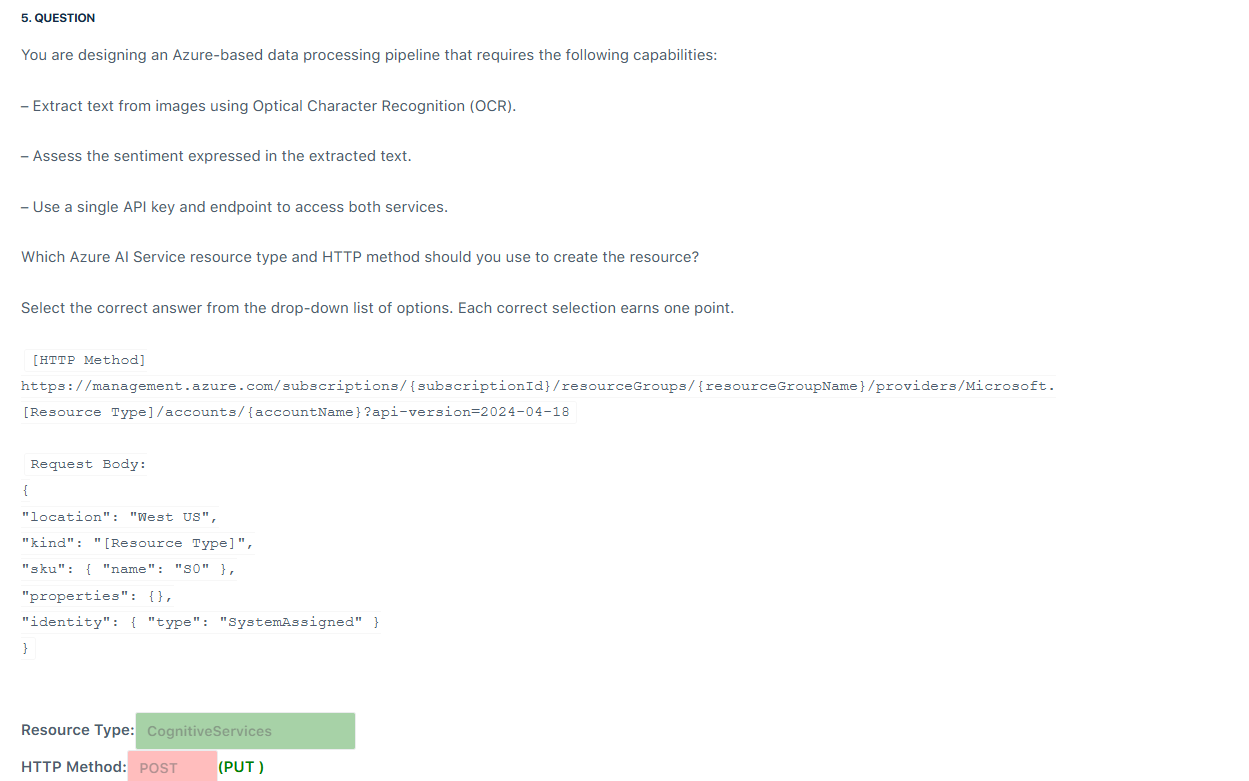 5. QUESTION
You are designing an Azure-based data processing pipeline that requires the following capabilities:
– Extract text from images using Optical Character Recognition (OCR).
– Assess the sentiment expressed in the extracted text.
– Use a single API key and endpoint to access both services.
Which Azure AI Service resource type and HTTP method should you use to create the resource?
Select the correct answer from the drop-down list of options. Each correct selection earns one point.
[HTTP Method]
https://management.azure.com/subscriptions/{subscriptionId}/resourceGroups/{resourceGroupName}/providers/Microsoft.
[Resource Type]/accounts/{accountName}?api-version=2024-04-18
Request Body:
{
"location": "West US",
"kind": "[Resource Type]",
"sku": { "name": "S0" },
"properties": {},
"identity": { "type": "SystemAssigned" }
}
Resource Type: CognitiveServices
HTTP Method: POST (PUT )